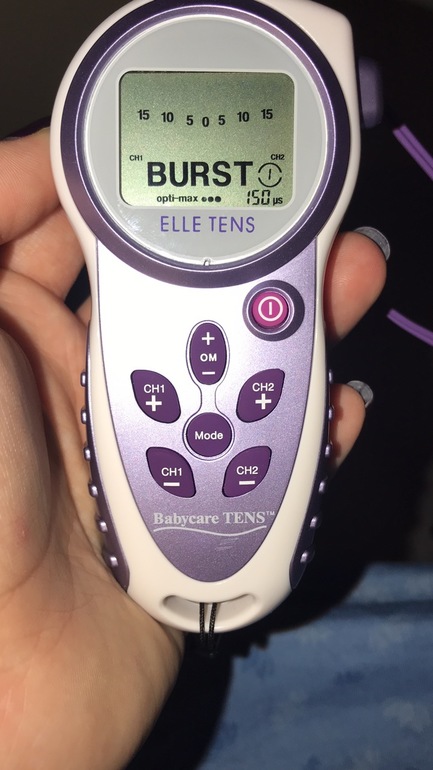 15 10 5 0 5 10 15
CH1 CH2
BURST
opti-max 150 µs
ELLE TENS
+
OM
−
CH1
+
CH2
+
Mode
CH1
−
CH2
−
Babycare TENS™